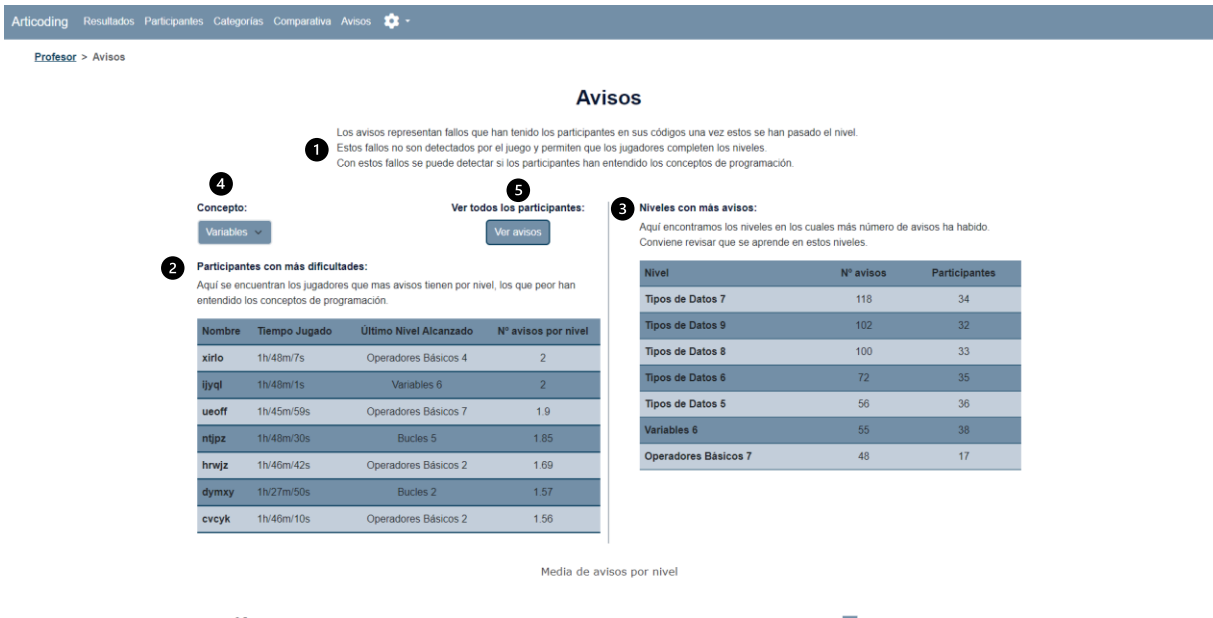 Articoding Resultados Participantes Categorías Comparativa Avisos
Profesor > Avisos
Avisos
1
Los avisos representan fallos que han tenido los participantes en sus códigos una vez estos se han pasado el nivel.
Estos fallos no son detectados por el juego y permiten que los jugadores completen los niveles.
Con estos fallos se puede detectar si los participantes han entendido los conceptos de programación.
4
Concepto:
Variables
5
Ver todos los participantes:
Ver avisos
2
Participantes con más dificultades:
Aquí se encuentran los jugadores que mas avisos tienen por nivel, los que peor han
entendido los conceptos de programación.
Nombre Tiempo Jugado Último Nivel Alcanzado Nº avisos por nivel
xirlo 1h/48m/7s Operadores Básicos 4 2
ijyql 1h/48m/1s Variables 6 2
ueoff 1h/45m/59s Operadores Básicos 7 1.9
ntjpz 1h/48m/30s Bucles 5 1.85
hrwjz 1h/46m/42s Operadores Básicos 2 1.69
dymxy 1h/27m/50s Bucles 2 1.57
cvcyk 1h/46m/10s Operadores Básicos 2 1.56
3
Niveles con más avisos:
Aquí encontramos los niveles en los cuales más número de avisos ha habido.
Conviene revisar que se aprende en estos niveles.
Nivel Nº avisos Participantes
Tipos de Datos 7 118 34
Tipos de Datos 9 102 32
Tipos de Datos 8 100 33
Tipos de Datos 6 72 35
Tipos de Datos 5 56 36
Variables 6 55 38
Operadores Básicos 7 48 17
Media de avisos por nivel